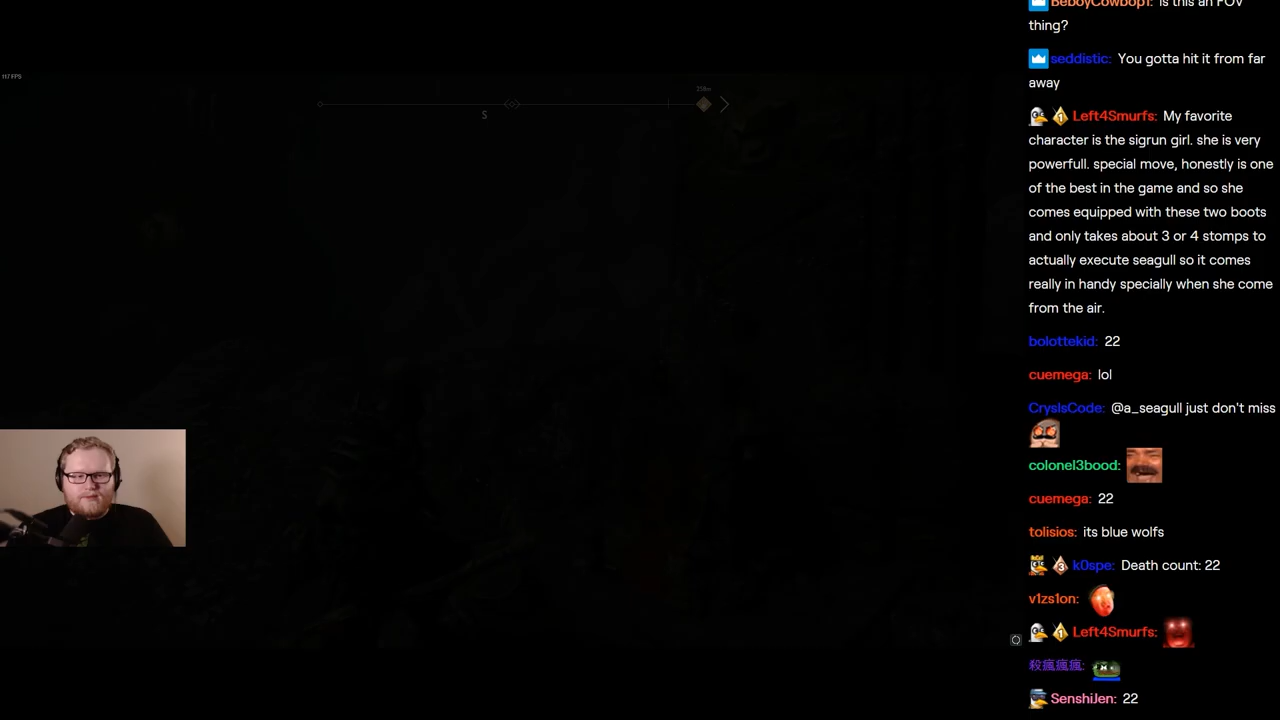 BeboyCowbop1: Is this an FOV
thing?
117 FPS
seddistic: You gotta hit it from far
away
S
Left4Smurfs: My favorite
character is the sigrun girl. she is very
powerfull. special move, honestly is one
of the best in the game and so she
comes equipped with these two boots
and only takes about 3 or 4 stomps to
actually execute seagull so it comes
really in handy specially when she come
from the air.
bolottekid: 22
cuemega: lol
CryslsCode: @a_seagull just don't miss
colonel3bood:
cuemega: 22
tolisios: its blue wolfs
k0spe: Death count: 22
v1zs1on:
Left4Smurfs:
殺瘋瘋瘋:
SenshiJen: 22